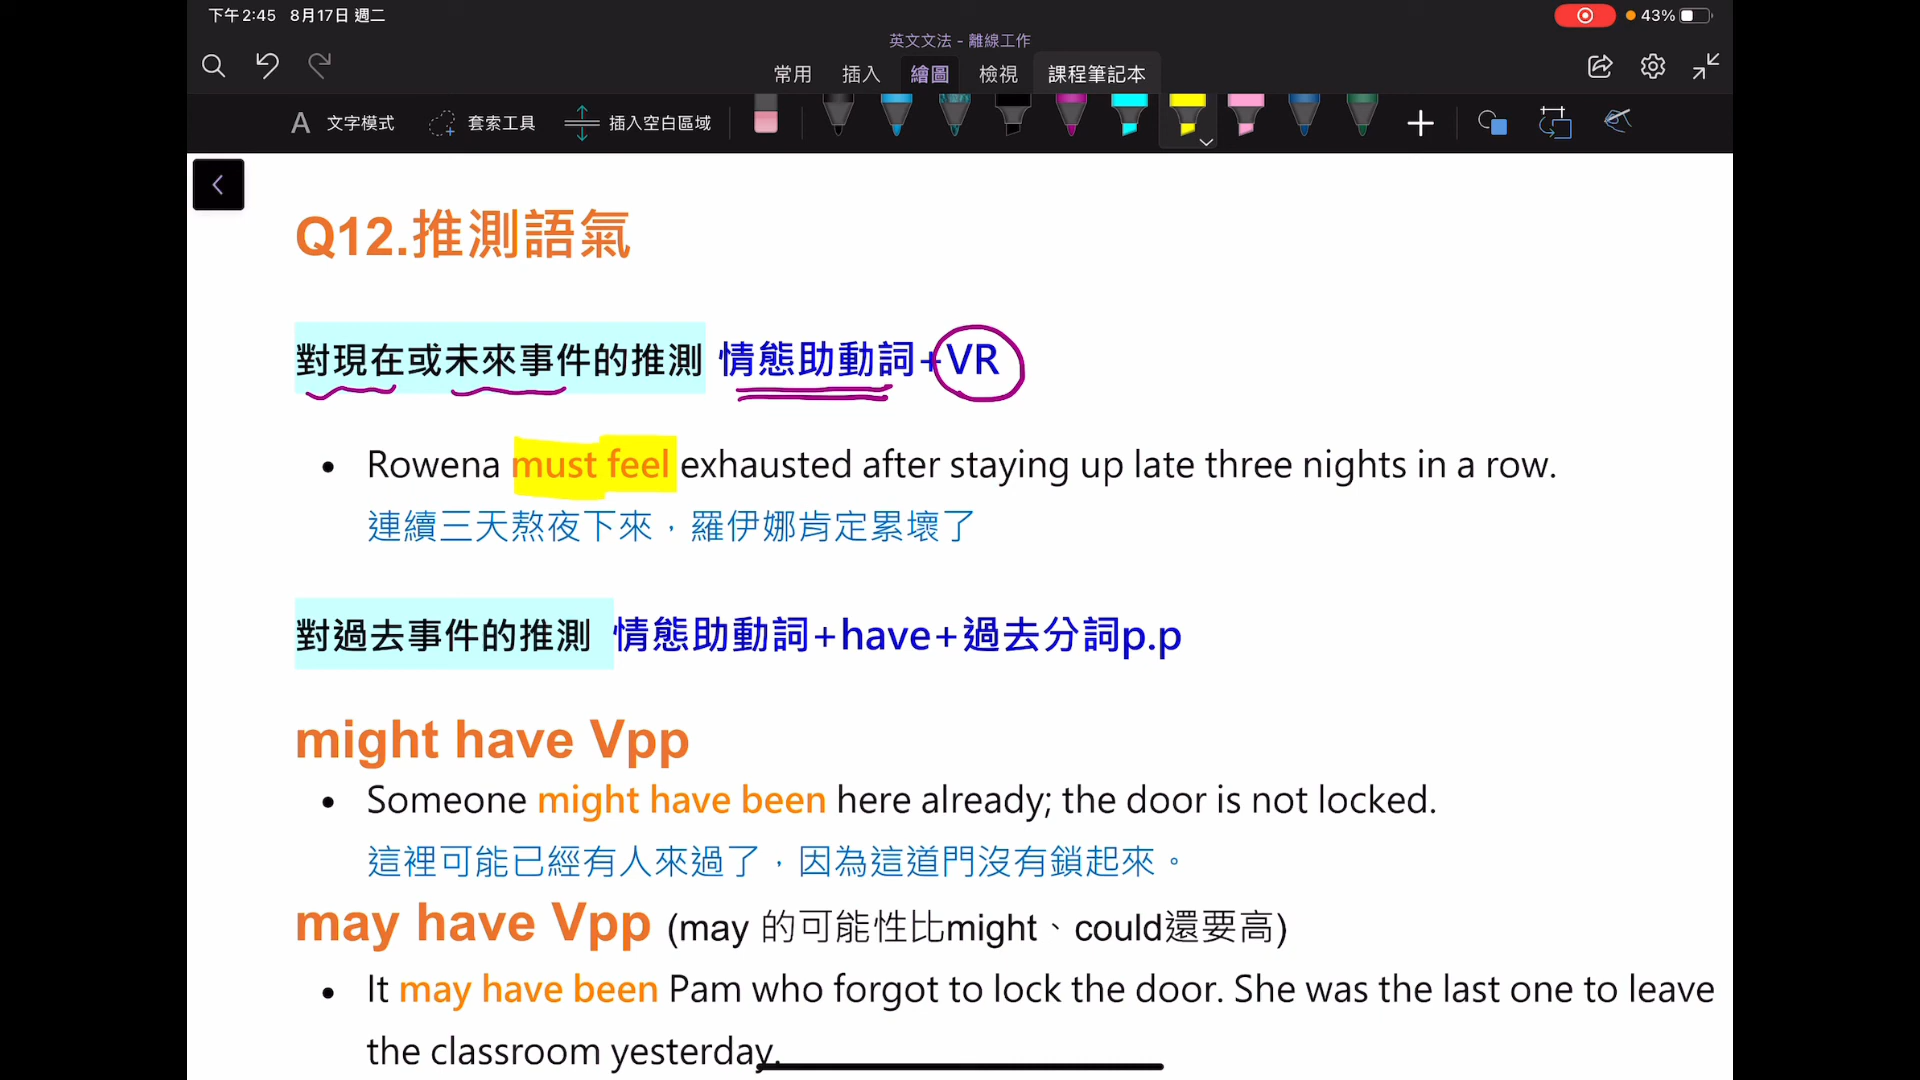 下午2:45 8月17日 週二
43%
英文文法 - 離線工作
常用 插入 繪圖 檢視 課程筆記本
A 文字模式 套索工具 插入空白區域
Q12.推測語氣
對現在或未來事件的推測 情態助動詞+VR
• Rowena must feel exhausted after staying up late three nights in a row.
連續三天熬夜下來，羅伊娜肯定累壞了
對過去事件的推測 情態助動詞+have+過去分詞p.p
might have Vpp
• Someone might have been here already; the door is not locked.
這裡可能已經有人來過了，因為這道門沒有鎖起來。
may have Vpp (may 的可能性比might、could還要高)
• It may have been Pam who forgot to lock the door. She was the last one to leave
the classroom yesterday.